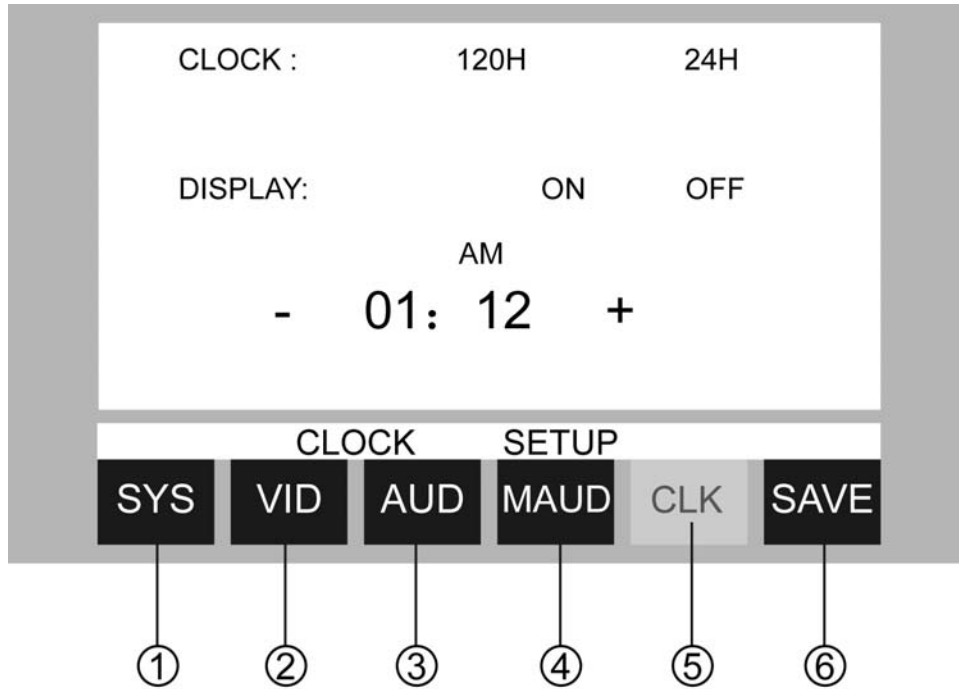 CLOCK : 120H 24H
DISPLAY: ON OFF
AM
- 01: 12 +
CLOCK SETUP
SYS VID AUD MAUD CLK SAVE
① ② ③ ④ ⑤ ⑥